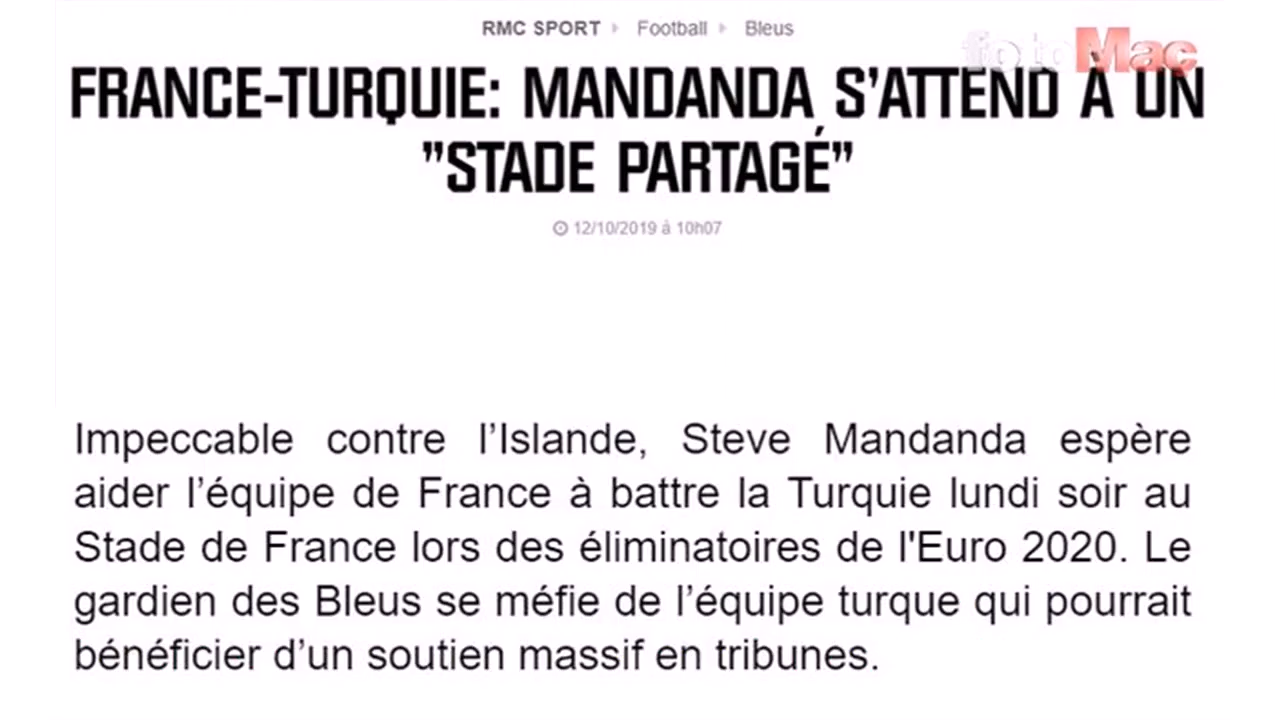 RMC SPORT Football Bleus
fotoMac
FRANCE-TURQUIE: MANDANDA S'ATTEND À UN
"STADE PARTAGÉ"
12/10/2019 à 10h07
Impeccable contre l’Islande, Steve Mandanda espère
aider l’équipe de France à battre la Turquie lundi soir au
Stade de France lors des éliminatoires de l'Euro 2020. Le
gardien des Bleus se méfie de l’équipe turque qui pourrait
bénéficier d’un soutien massif en tribunes.